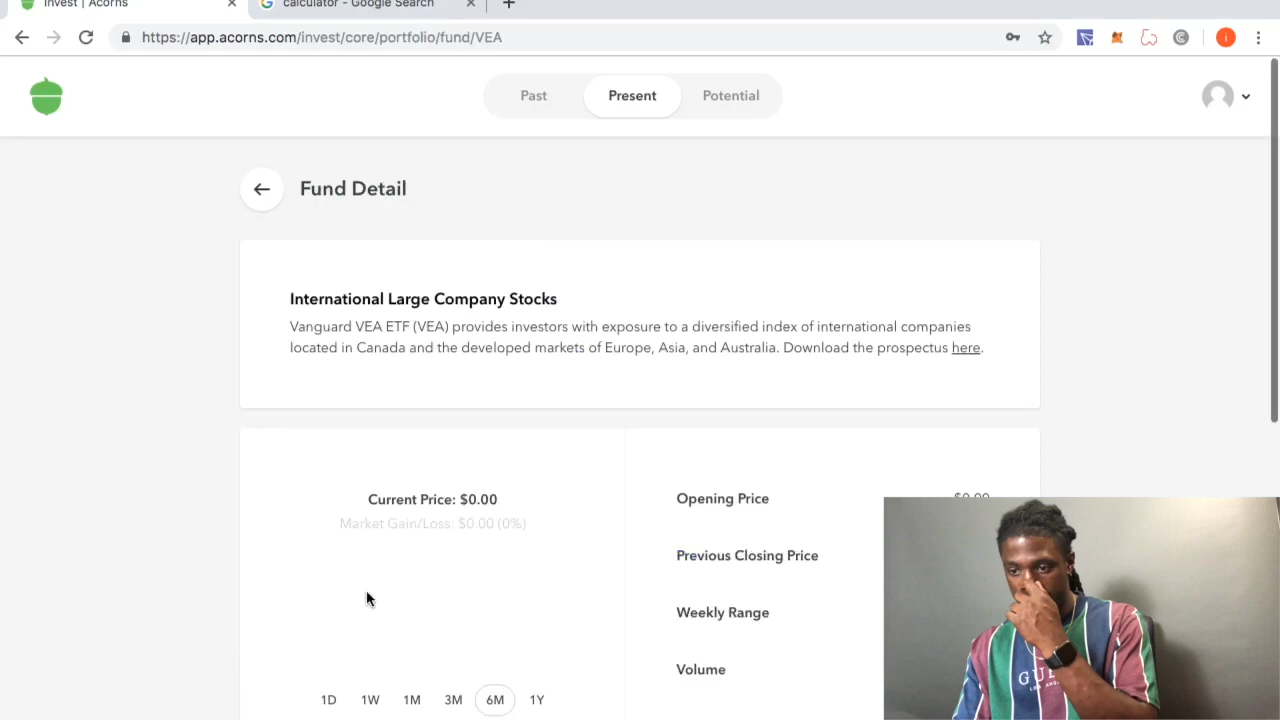 Invest | Acorns
calculator - Google Search
https://app.acorns.com/invest/core/portfolio/fund/VEA
Past
Present
Potential
Fund Detail
International Large Company Stocks
Vanguard VEA ETF (VEA) provides investors with exposure to a diversified index of international companies
located in Canada and the developed markets of Europe, Asia, and Australia. Download the prospectus here.
Current Price: $0.00
Market Gain/Loss: $0.00 (0%)
1D 1W 1M 3M 6M 1Y
Opening Price $0.00
Previous Closing Price
Weekly Range
Volume